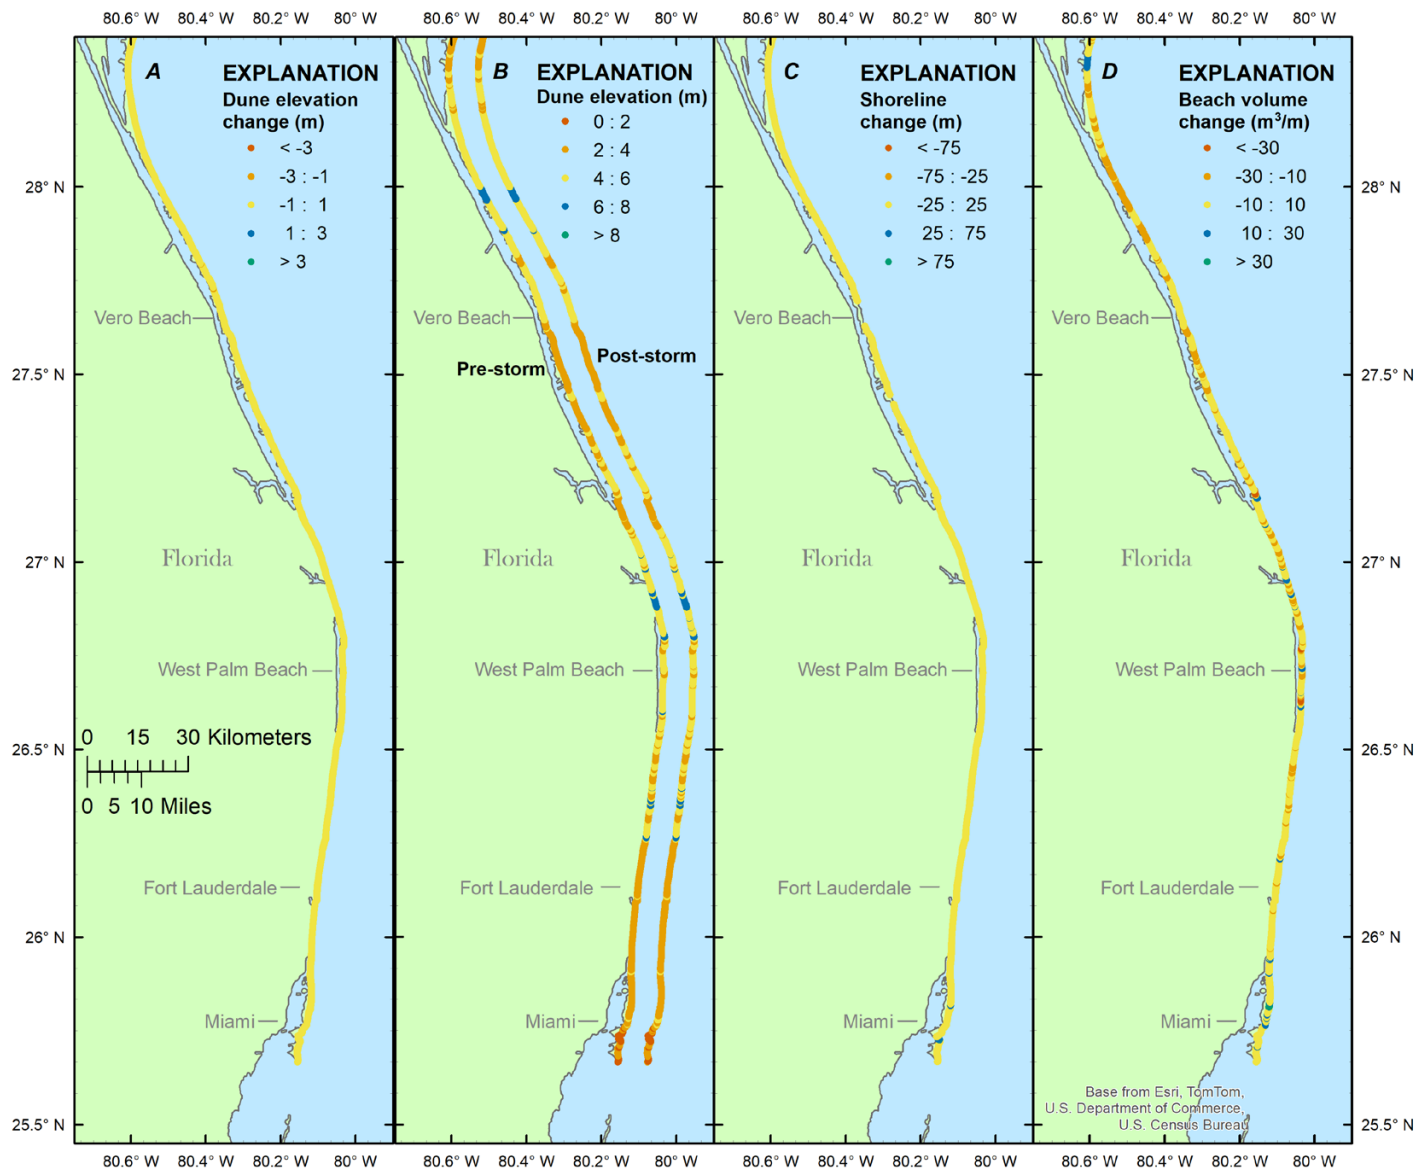 80.6° W 80.4° W 80.2° W 80° W
80.6° W 80.4° W 80.2° W 80° W
80.6° W 80.4° W 80.2° W 80° W
80.6° W 80.4° W 80.2° W 80° W
A
EXPLANATION
Dune elevation
change (m)
< -3
-3 : -1
-1 : 1
1 : 3
> 3
28° N
Vero Beach
27.5° N
27° N
Florida
West Palm Beach
0 15 30 Kilometers
26.5° N
0 5 10 Miles
Fort Lauderdale
26° N
Miami
25.5° N
B
EXPLANATION
Dune elevation (m)
0 : 2
2 : 4
4 : 6
6 : 8
> 8
Vero Beach
Post-storm
Pre-storm
Florida
West Palm Beach
Fort Lauderdale
Miami
C
EXPLANATION
Shoreline
change (m)
< -75
-75 : -25
-25 : 25
25 : 75
> 75
Vero Beach
Florida
West Palm Beach
Fort Lauderdale
Miami
D
EXPLANATION
Beach volume
change (m³/m)
< -30
-30 : -10
-10 : 10
10 : 30
> 30
28° N
Vero Beach
27.5° N
27° N
Florida
West Palm Beach
26.5° N
Fort Lauderdale
26° N
Miami
Base from Esri, TomTom,
U.S. Department of Commerce,
U.S. Census Bureau
25.5° N
80.6° W 80.4° W 80.2° W 80° W
80.6° W 80.4° W 80.2° W 80° W
80.6° W 80.4° W 80.2° W 80° W
80.6° W 80.4° W 80.2° W 80° W